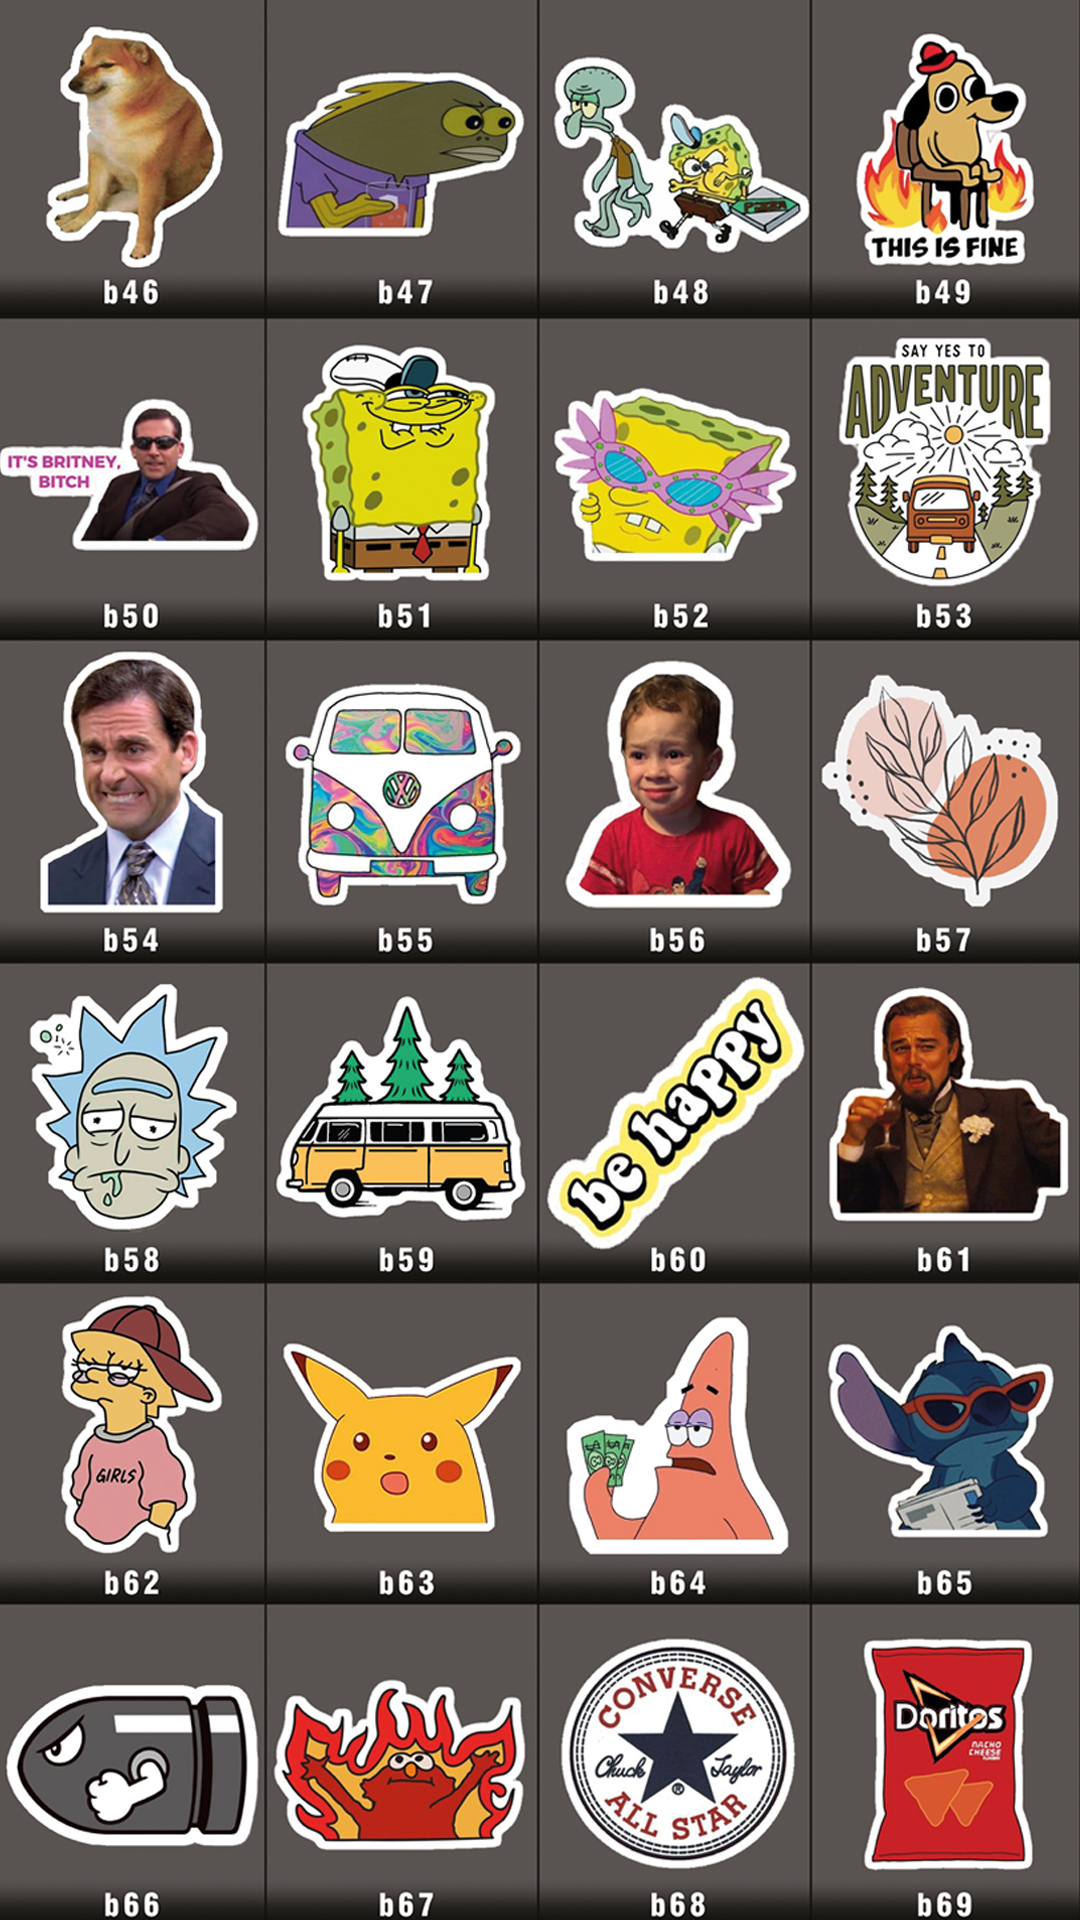 PIZZA
THIS IS FINE
b46 b47 b48 b49
SAY YES TO
ADVENTURE
IT'S BRITNEY,
BITCH
b50 b51 b52 b53
b54 b55 b56 b57
be happy
b58 b59 b60 b61
GIRLS
b62 b63 b64 b65
CONVERSE
Chuck Taylor
®
ALL STAR
Doritos
NACHO
CHEESE
b66 b67 b68 b69